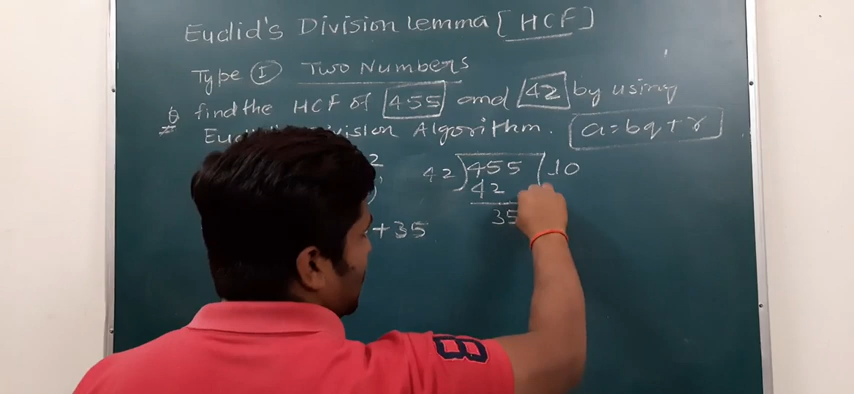 Euclid's Division Lemma [HCF]
Type I Two Numbers
Q find the HCF of 455 and 42 by using
Division Algorithm. a = bq + r
2 42) 455 (10
42
35
+ 35
B